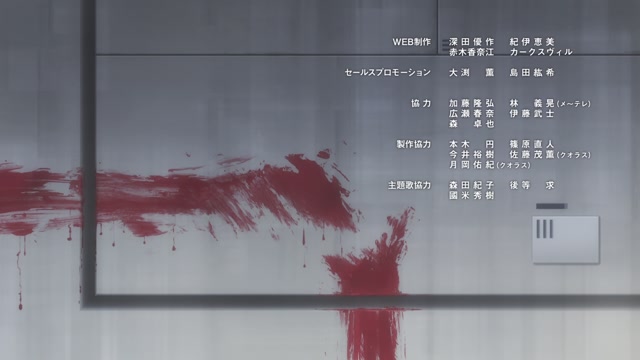 WEB制作 深田優作 紀伊恵美
赤木香奈江 カークスヴィル
セールスプロモーション 大渕 薫 島田紘希
協力 加藤隆弘 林 義晃(メ〜テレ)
広瀬春奈 伊藤武士
森 卓也
製作協力 本木 円 篠原直人
今井裕樹 佐藤茂薫(クオラス)
月岡佑紀(クオラス)
主題歌協力 森田紀子 後等 求
國米秀樹